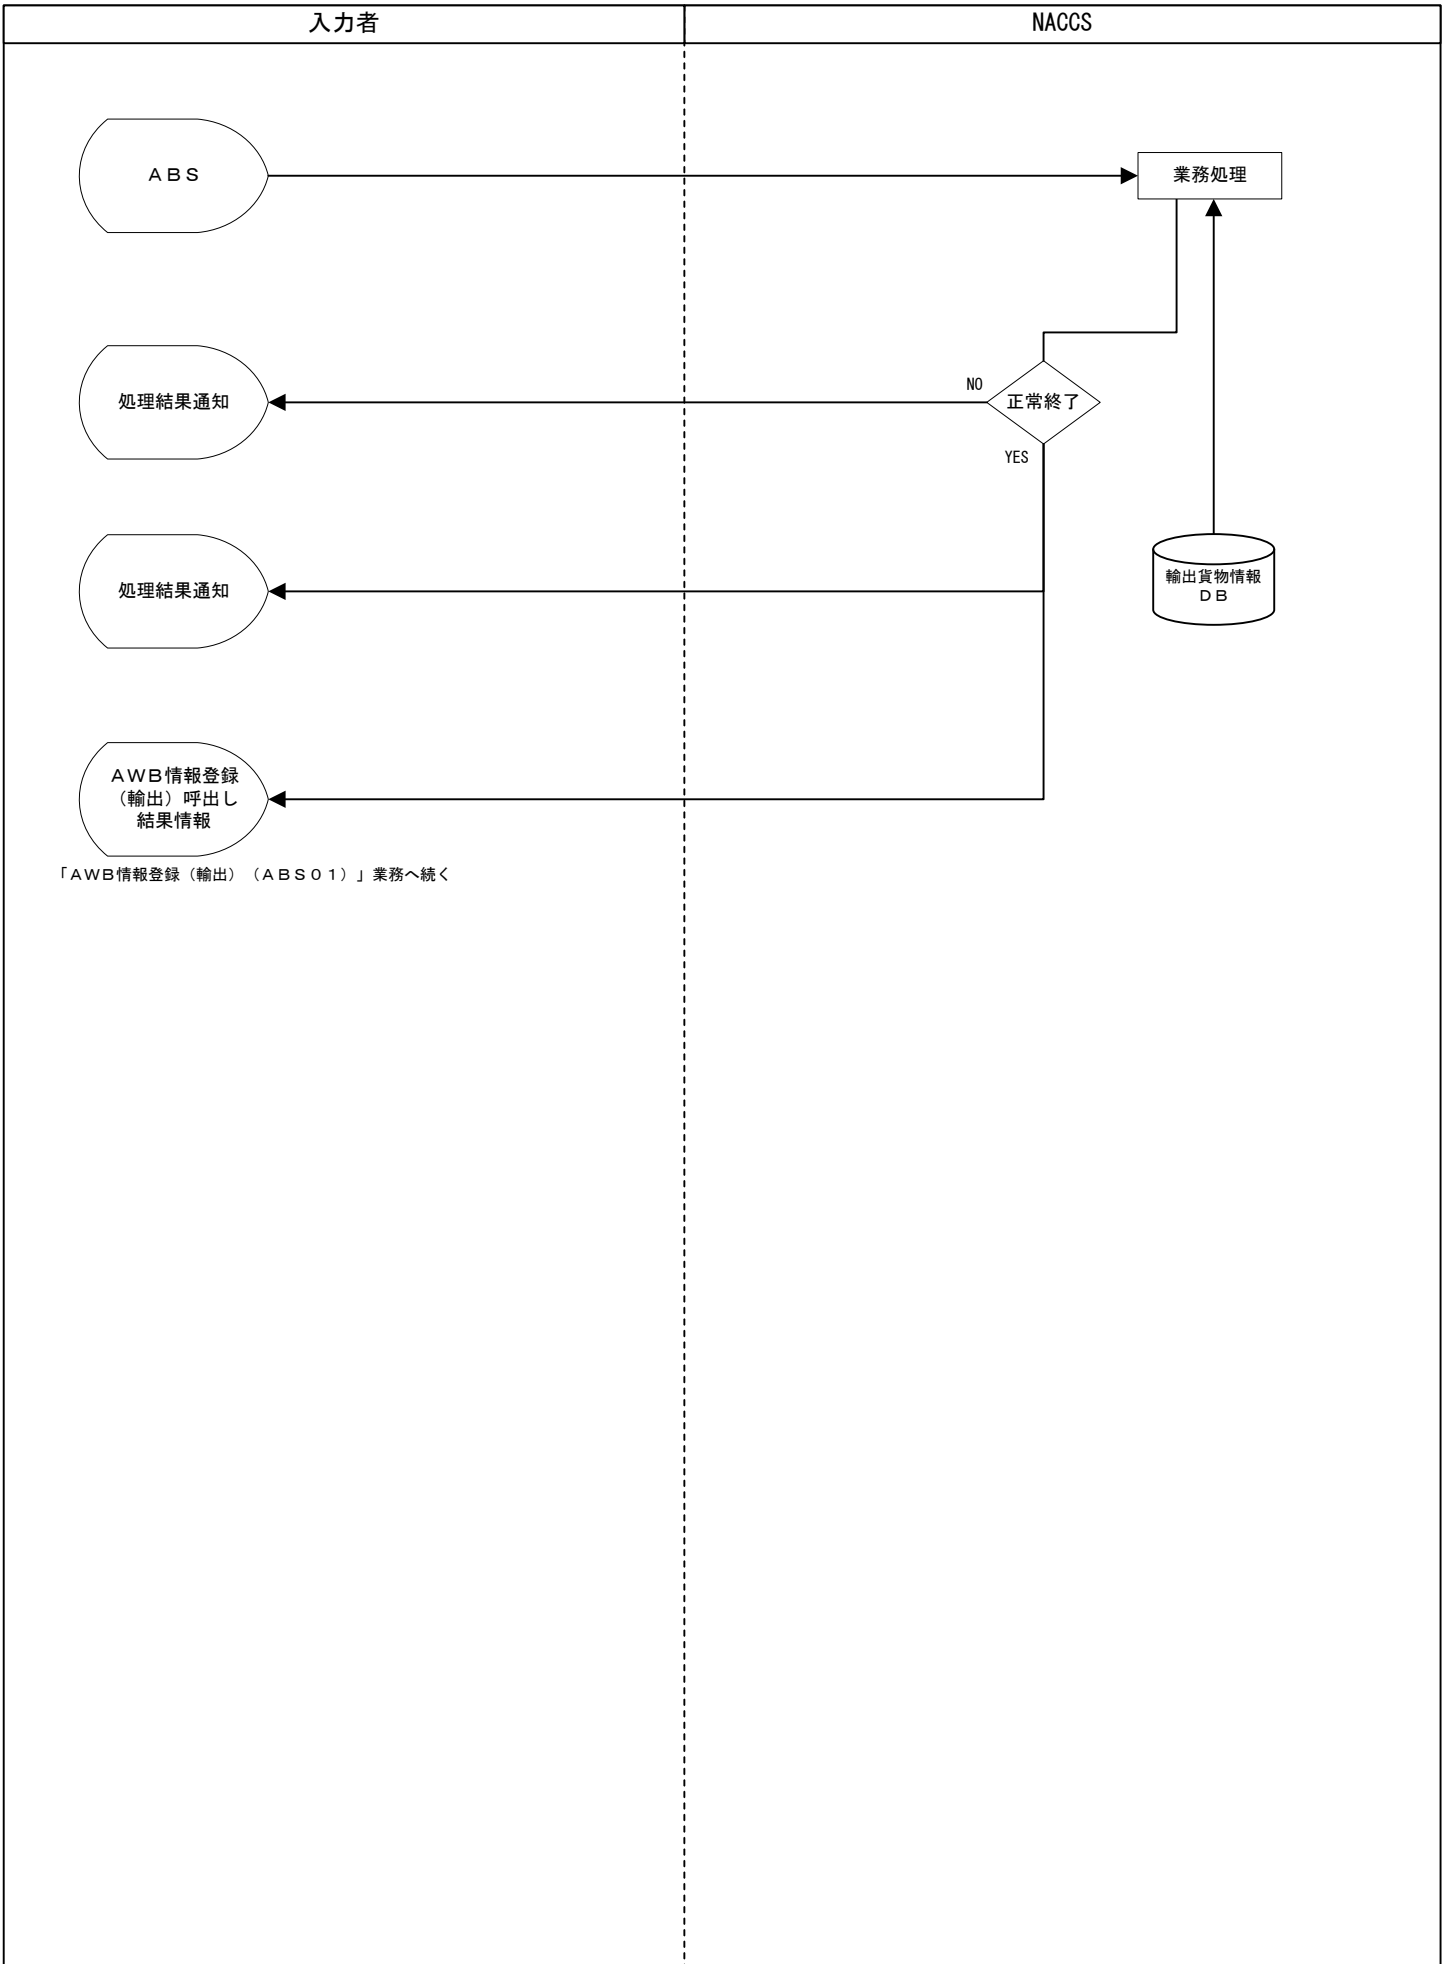 入力者
NACCS
ＡＢＳ
業務処理
処理結果通知
NO
正常終了
YES
処理結果通知
輸出貨物情報
ＤＢ
ＡＷＢ情報登録
（輸出）呼出し
結果情報
「ＡＷＢ情報登録（輸出）（ＡＢＳ０１）」業務へ続く